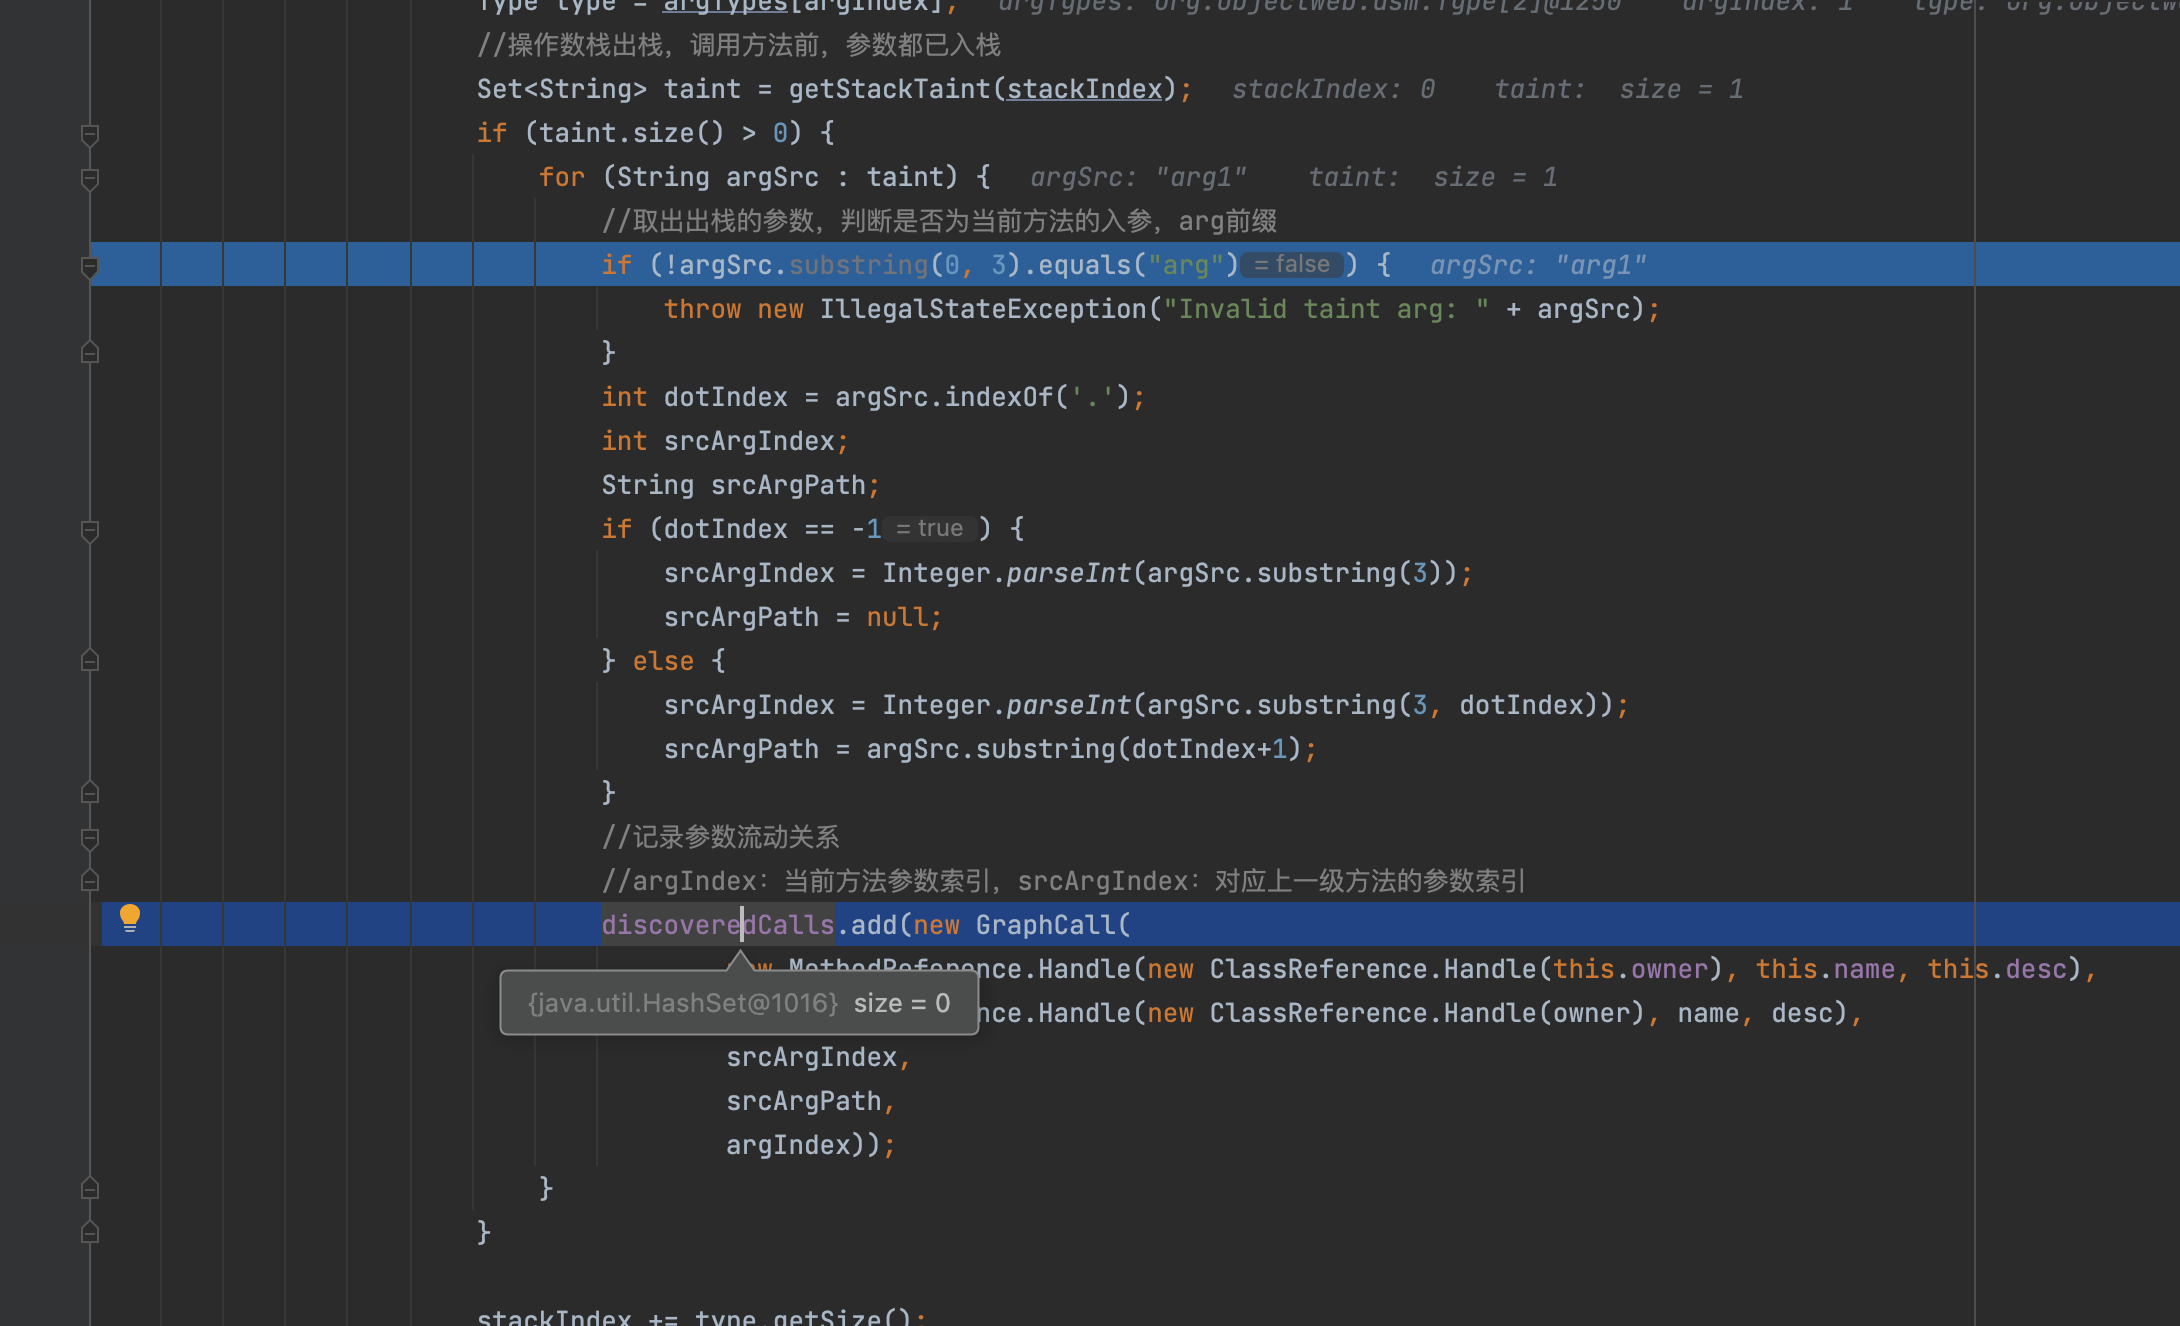 Type type = argTypes[argIndex]; argTypes: org.objectweb.asm.Type[2]@1250 argIndex: 1 type: org.objectwe
//操作数栈出栈，调用方法前，参数都已入栈
Set<String> taint = getStackTaint(stackIndex); stackIndex: 0 taint: size = 1
if (taint.size() > 0) {
for (String argSrc : taint) { argSrc: "arg1" taint: size = 1
//取出出栈的参数，判断是否为当前方法的入参，arg前缀
if (!argSrc.substring(0, 3).equals("arg") = false ) { argSrc: "arg1"
throw new IllegalStateException("Invalid taint arg: " + argSrc);
}
int dotIndex = argSrc.indexOf('.');
int srcArgIndex;
String srcArgPath;
if (dotIndex == -1 = true ) {
srcArgIndex = Integer.parseInt(argSrc.substring(3));
srcArgPath = null;
} else {
srcArgIndex = Integer.parseInt(argSrc.substring(3, dotIndex));
srcArgPath = argSrc.substring(dotIndex+1);
}
//记录参数流动关系
//argIndex：当前方法参数索引，srcArgIndex：对应上一级方法的参数索引
discoveredCalls.add(new GraphCall(
new MethodReference.Handle(new ClassReference.Handle(this.owner), this.name, this.desc),
{java.util.HashSet@1016} size = 0
nce.Handle(new ClassReference.Handle(owner), name, desc),
srcArgIndex,
srcArgPath,
argIndex));
}
}
stackIndex += type.getSize();